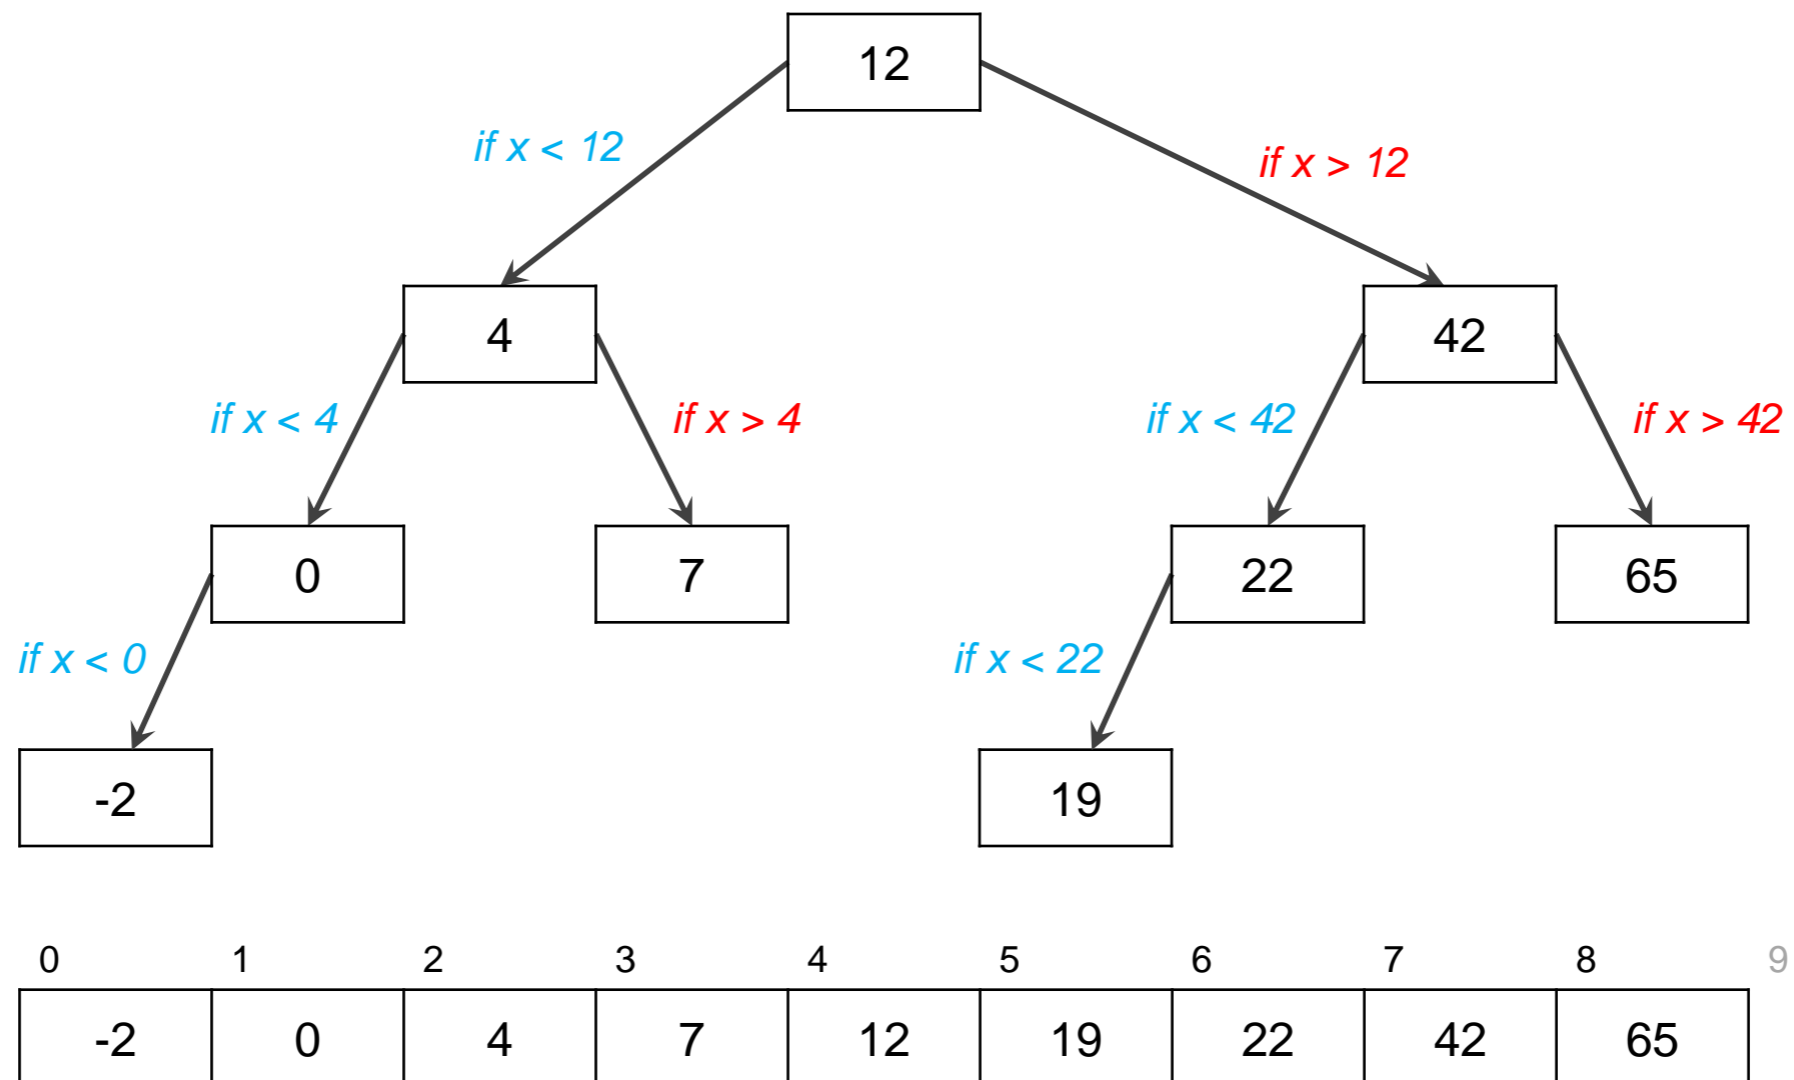 12
if x < 12
if x > 12
4
42
if x < 4
if x > 4
if x < 42
if x > 42
0
7
22
65
if x < 0
if x < 22
-2
19
0 1 2 3 4 5 6 7 8 9
-2 0 4 7 12 19 22 42 65